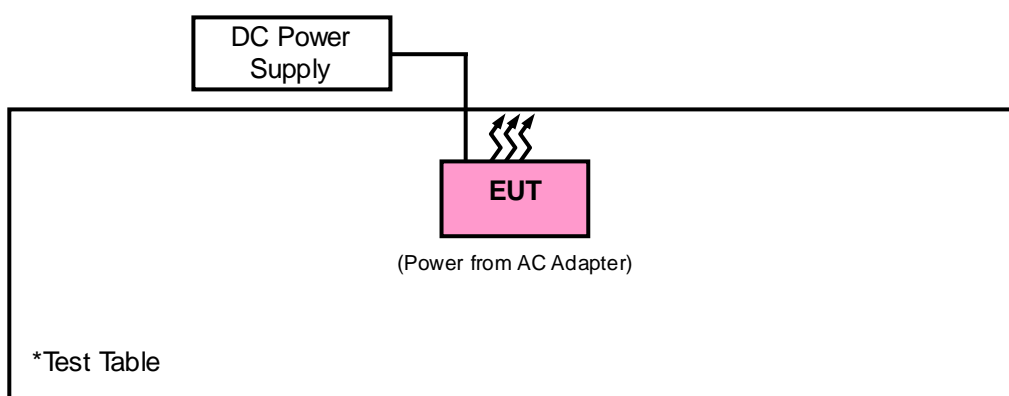 DC Power
Supply
EUT
(Power from AC Adapter)
*Test Table